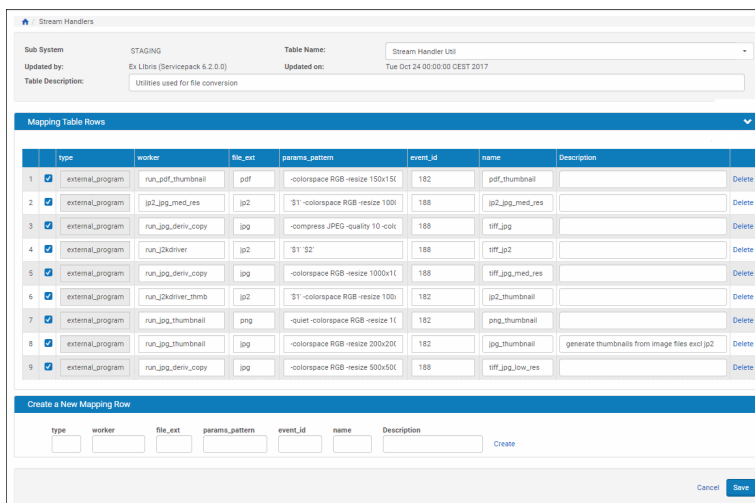 / Stream Handlers
Sub System STAGING Table Name: Stream Handler Util
Updated by: Ex Libris (Servicepack 6.2.0.0) Updated on: Tue Oct 24 00:00:00 CEST 2017
Table Description: Utilities used for file conversion
Mapping Table Rows
type worker file_ext params_pattern event_id name Description
1 external_program run_pdf_thumbnail pdf -colorspace RGB -resize 150x150 182 pdf_thumbnail Delete
2 external_program jp2_jpg_med_res jp2 '$1' -colorspace RGB -resize 100 188 jp2_jpg_med_res Delete
3 external_program run_jpg_deriv_copy jpg -compress JPEG -quality 10 -colo 188 tiff_jpg Delete
4 external_program run_j2kdriver jp2 '$1' '$2' 188 tiff_jp2 Delete
5 external_program run_jpg_deriv_copy jpg -colorspace RGB -resize 1000x1 188 tiff_jpg_med_res Delete
6 external_program run_j2kdriver_thmb jp2 '$1' -colorspace RGB -resize 100 182 jp2_thumbnail Delete
7 external_program run_jpg_thumbnail png -quiet -colorspace RGB -resize 1 182 png_thumbnail Delete
8 external_program run_jpg_thumbnail jpg -colorspace RGB -resize 200x200 182 jpg_thumbnail generate thumbnails from image files excl jp2 Delete
9 external_program run_jpg_deriv_copy jpg -colorspace RGB -resize 500x500 188 tiff_jpg_low_res Delete
Create a New Mapping Row
type worker file_ext params_pattern event_id name Description
Create
Cancel Save